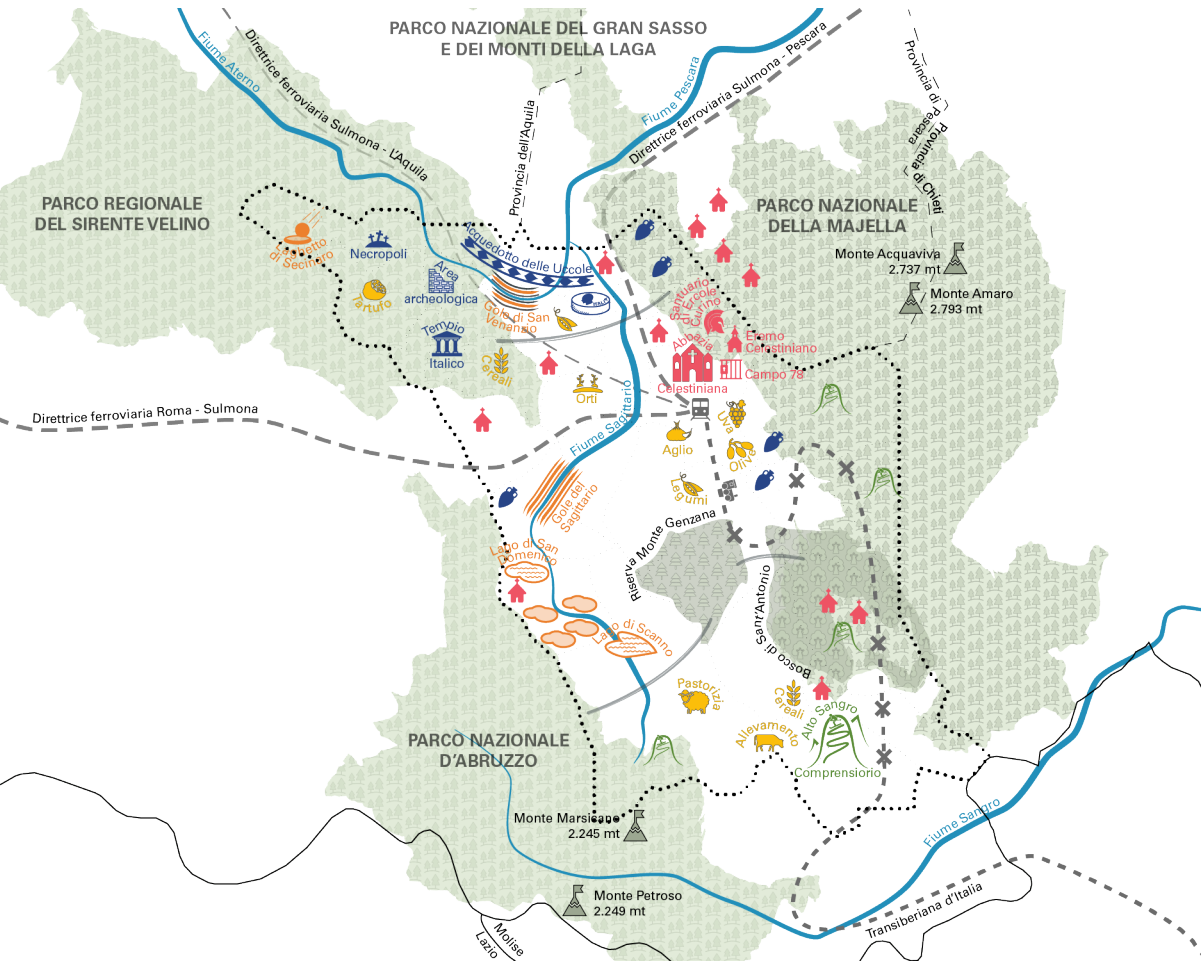 PARCO NAZIONALE DEL GRAN SASSO
E DEI MONTI DELLA LAGA
Fiume Aterno
Direttrice ferroviaria Sulmona - L'Aquila
Fiume Pescara
Direttrice ferroviaria Sulmona - Pescara
Provincia dell'Aquila
Provincia di Pescara
Provincia di Chieti
PARCO REGIONALE
DEL SIRENTE VELINO
PARCO NAZIONALE
DELLA MAJELLA
Laghetto
di Secinaro
Necropoli
Acquedotto delle Uccole
Monte Acquaviva
2.737 mt
Monte Amaro
2.793 mt
Area
archeologica
Tartufo
Gole di San
Venanzio
Santuario
di Ercole
Curino
Tempio
Italico
Cereali
Abbazia
Celestiniana
Eremo
Celestiniano
Campo 78
Orti
Direttrice ferroviaria Roma - Sulmona
Fiume Sagittario
Uva
Aglio
Olive
Legumi
Gole del
Sagittario
Riserva Monte Genzana
Lago di San
Domenico
Bosco di Sant'Antonio
Lago di Scanno
Pastorizia
Cereali
Allevamento
Alto Sangro
Comprensiorio
PARCO NAZIONALE
D'ABRUZZO
Monte Marsicano
2.245 mt
Fiume Sangro
Monte Petroso
2.249 mt
Transiberiana d'Italia
Molise
Lazio